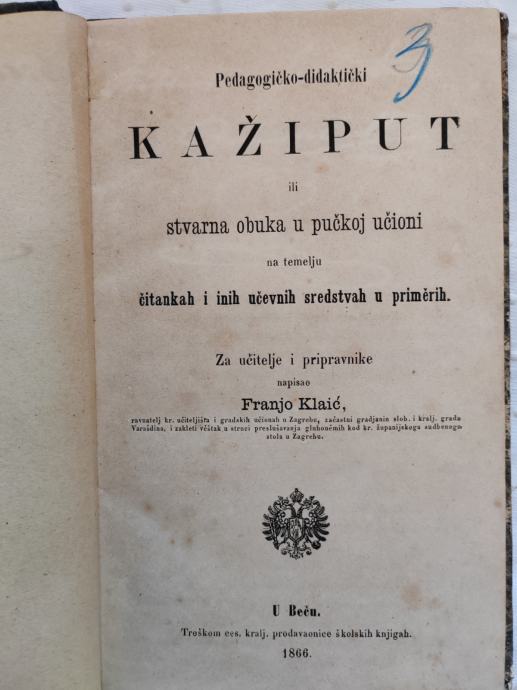 3
Pedagogičko-didaktički
KAŽIPUT
ili
stvarna obuka u pučkoj učioni
na temelju
čitankah i inih učevnih sredstvah u priměrih.
Za učitelje i pripravnike
napisao
Franjo Klaić,
ravnatelj kr. učiteljišta i gradskih učionah u Zagrebu, začastni gradjanin slob. i kralj. grada
Varaždina, i zakleti věštak u struci preslušavanja gluhoněmih kod kr. županijskoga sudbenoga
stola u Zagrebu.
U Beču.
Troškom ces. kralj. prodavaonice školskih knjigah.
1866.